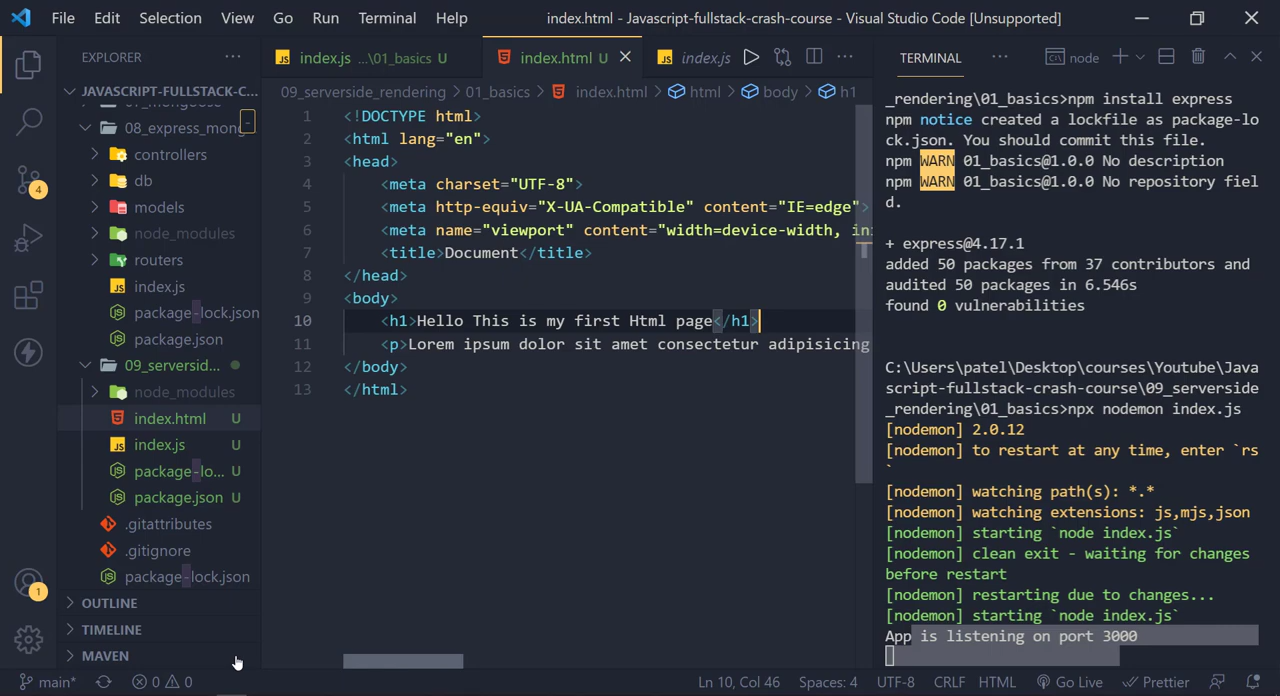 File Edit Selection View Go Run Terminal Help
index.html - Javascript-fullstack-crash-course - Visual Studio Code [Unsupported]
EXPLORER
JAVASCRIPT-FULLSTACK-C...
08_express_mong
controllers
db
models
node_modules
routers
index.js
package-lock.json
package.json
09_serversid...
node_modules
index.html U
index.js U
package-lo... U
package.json U
.gitattributes
.gitignore
package-lock.json
OUTLINE
TIMELINE
MAVEN
4
1
index.js ...\01_basics U
index.html U
index.js
09_serverside_rendering > 01_basics > index.html > html > body > h1
1 <!DOCTYPE html>
2 <html lang="en">
3 <head>
4 <meta charset="UTF-8">
5 <meta http-equiv="X-UA-Compatible" content="IE=edge">
6 <meta name="viewport" content="width=device-width, in
7 <title>Document</title>
8 </head>
9 <body>
10 <h1>Hello This is my first Html page</h1>
11 <p>Lorem ipsum dolor sit amet consectetur adipisicing
12 </body>
13 </html>
TERMINAL
node
_rendering\01_basics>npm install express
npm notice created a lockfile as package-lo
ck.json. You should commit this file.
npm WARN 01_basics@1.0.0 No description
npm WARN 01_basics@1.0.0 No repository fiel
d.
+ express@4.17.1
added 50 packages from 37 contributors and
audited 50 packages in 6.546s
found 0 vulnerabilities
C:\Users\patel\Desktop\courses\Youtube\Java
script-fullstack-crash-course\09_serverside
_rendering\01_basics>npx nodemon index.js
[nodemon] 2.0.12
[nodemon] to restart at any time, enter `rs
`
[nodemon] watching path(s): *.*
[nodemon] watching extensions: js,mjs,json
[nodemon] starting `node index.js`
[nodemon] clean exit - waiting for changes
before restart
[nodemon] restarting due to changes...
[nodemon] starting `node index.js`
App is listening on port 3000
main* 0 0 Ln 10, Col 46 Spaces: 4 UTF-8 CRLF HTML Go Live Prettier